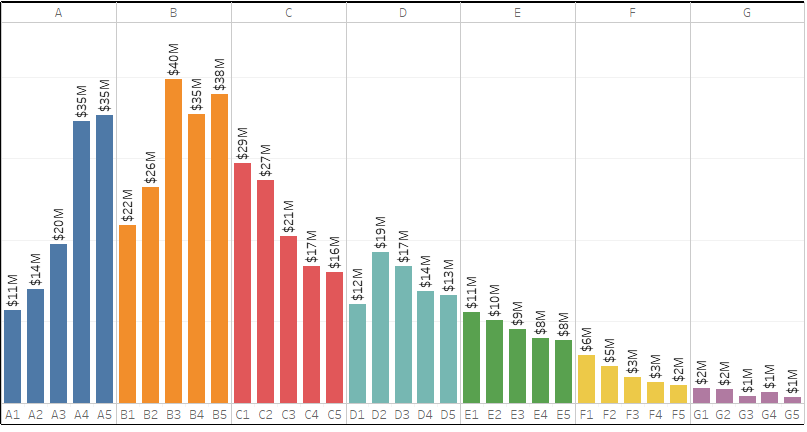 A B C D E F G
$11M $14M $20M $35M $35M $22M $26M $40M $35M $38M $29M $27M $21M $17M $16M $12M $19M $17M $14M $13M $11M $10M $9M $8M $8M $6M $5M $3M $3M $2M $2M $2M $1M $1M $1M
A1 A2 A3 A4 A5 B1 B2 B3 B4 B5 C1 C2 C3 C4 C5 D1 D2 D3 D4 D5 E1 E2 E3 E4 E5 F1 F2 F3 F4 F5 G1 G2 G3 G4 G5